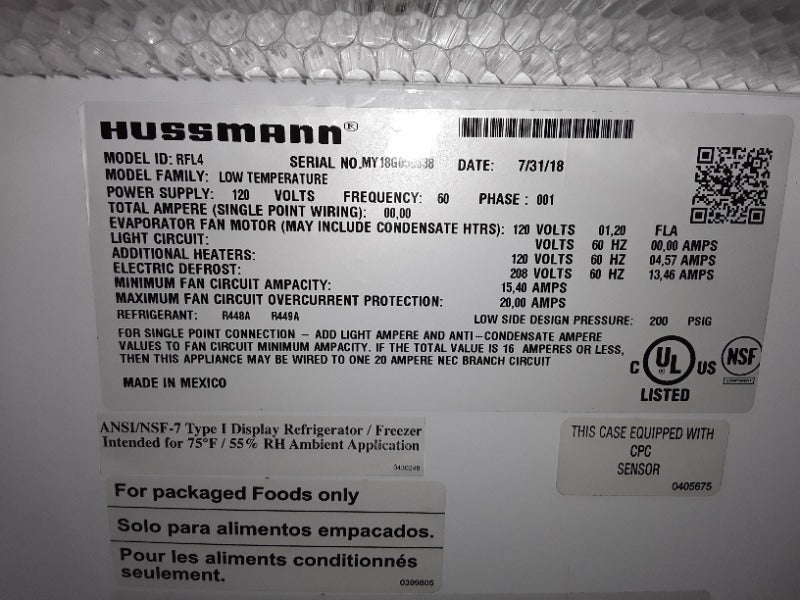 HUSSMANN®
MODEL ID: RFL4 SERIAL NO. DATE: 7/31/18
MODEL FAMILY: LOW TEMPERATURE
POWER SUPPLY: 120 VOLTS FREQUENCY: 60 PHASE : 001
TOTAL AMPERE (SINGLE POINT WIRING): 00,00
EVAPORATOR FAN MOTOR (MAY INCLUDE CONDENSATE HTRS): 120 VOLTS 01,20 FLA
LIGHT CIRCUIT: VOLTS 60 HZ 00,00 AMPS
ADDITIONAL HEATERS: 120 VOLTS 60 HZ 04,57 AMPS
ELECTRIC DEFROST: 208 VOLTS 60 HZ 13,46 AMPS
MINIMUM FAN CIRCUIT AMPACITY: 15,40 AMPS
MAXIMUM FAN CIRCUIT OVERCURRENT PROTECTION: 20,00 AMPS
REFRIGERANT: R448A R449A LOW SIDE DESIGN PRESSURE: 200 PSIG
FOR SINGLE POINT CONNECTION – ADD LIGHT AMPERE AND ANTI–CONDENSATE AMPERE
VALUES TO FAN CIRCUIT MINIMUM AMPACITY. IF THE TOTAL VALUE IS 16 AMPERES OR LESS,
THEN THIS APPLIANCE MAY BE WIRED TO ONE 20 AMPERE NEC BRANCH CIRCUIT
C UL® US
LISTED
NSF
COMPONENT
MADE IN MEXICO
ANSI/NSF-7 Type I Display Refrigerator / Freezer
Intended for 75°F / 55% RH Ambient Application
0430249
THIS CASE EQUIPPED WITH
CPC
SENSOR
0405675
For packaged Foods only
Solo para alimentos empacados.
Pour les aliments conditionnés
seulement.
0399805